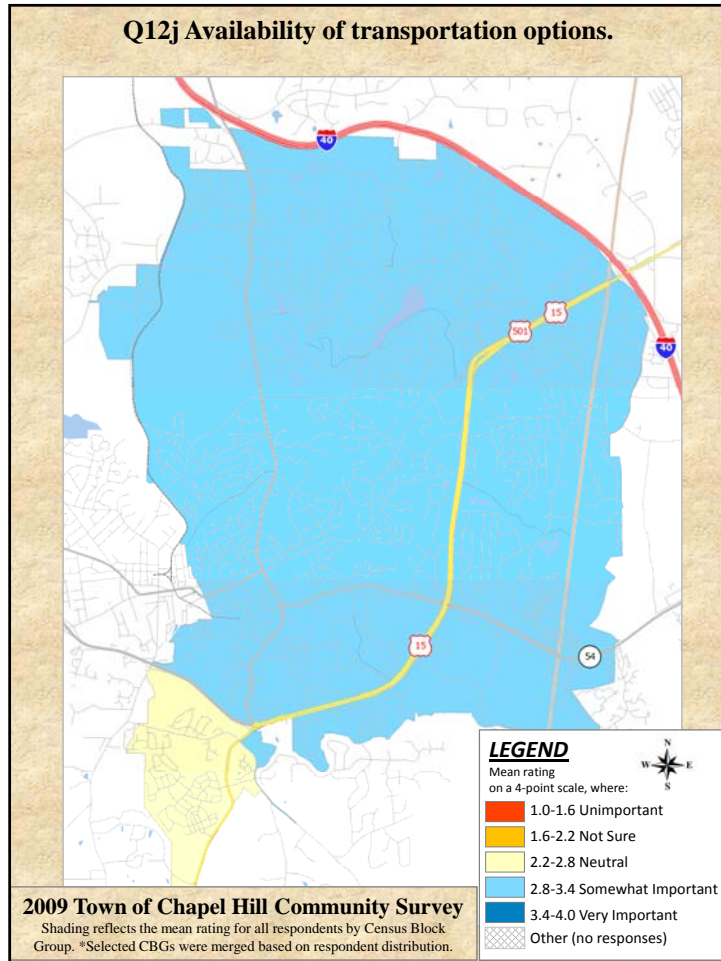 Q12j Availability of transportation options.
40
15
501
40
15
54
LEGEND
Mean rating
on a 4-point scale, where:
N
W E
S
1.0-1.6 Unimportant
1.6-2.2 Not Sure
2.2-2.8 Neutral
2.8-3.4 Somewhat Important
3.4-4.0 Very Important
Other (no responses)
2009 Town of Chapel Hill Community Survey
Shading reflects the mean rating for all respondents by Census Block
Group. *Selected CBGs were merged based on respondent distribution.